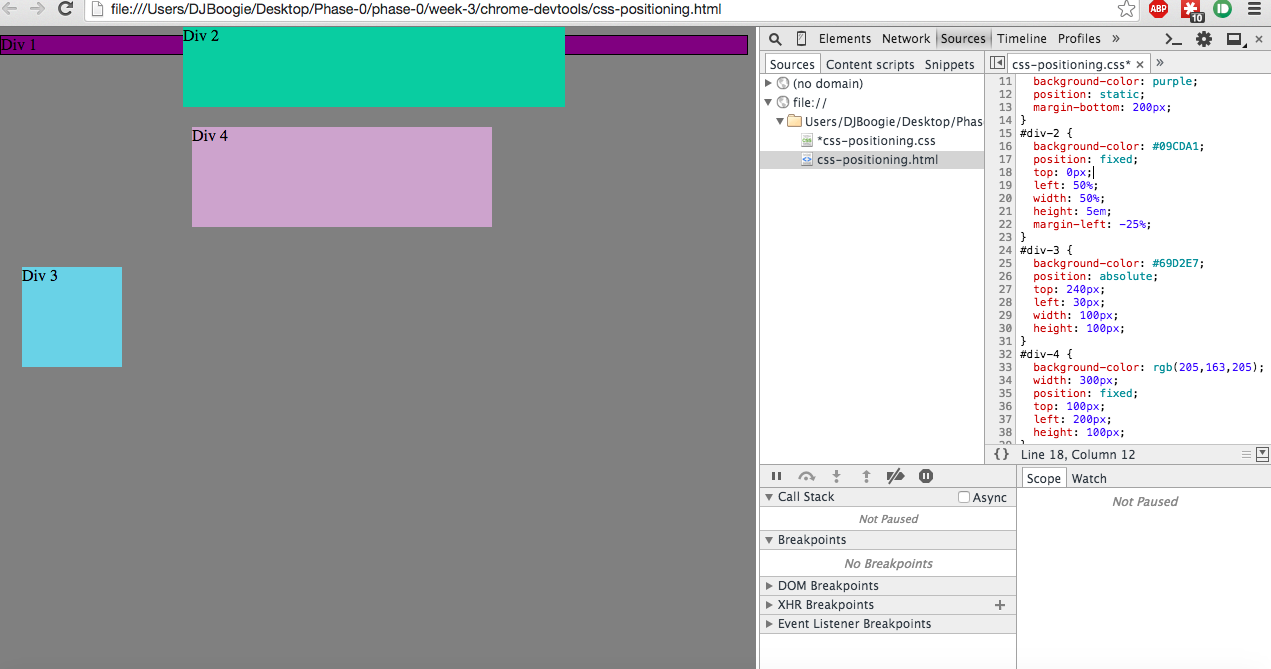 file:///Users/DJBoogie/Desktop/Phase-0/phase-0/week-3/chrome-devtools/css-positioning.html
ABP
10
Div 1
Div 2
Div 4
Div 3
Elements Network Sources Timeline Profiles »
Sources Content scripts Snippets
(no domain)
file://
Users/DJBoogie/Desktop/Phas
*css-positioning.css
css-positioning.html
css-positioning.css* × »
11 background-color: purple;
12 position: static;
13 margin-bottom: 200px;
14 }
15 #div-2 {
16 background-color: #09CDA1;
17 position: fixed;
18 top: 0px;
19 left: 50%;
20 width: 50%;
21 height: 5em;
22 margin-left: -25%;
23 }
24 #div-3 {
25 background-color: #69D2E7;
26 position: absolute;
27 top: 240px;
28 left: 30px;
29 width: 100px;
30 height: 100px;
31 }
32 #div-4 {
33 background-color: rgb(205,163,205);
34 width: 300px;
35 position: fixed;
36 top: 100px;
37 left: 200px;
38 height: 100px;
{} Line 18, Column 12
Call Stack Async
Not Paused
Breakpoints
No Breakpoints
DOM Breakpoints
XHR Breakpoints +
Event Listener Breakpoints
Scope Watch
Not Paused